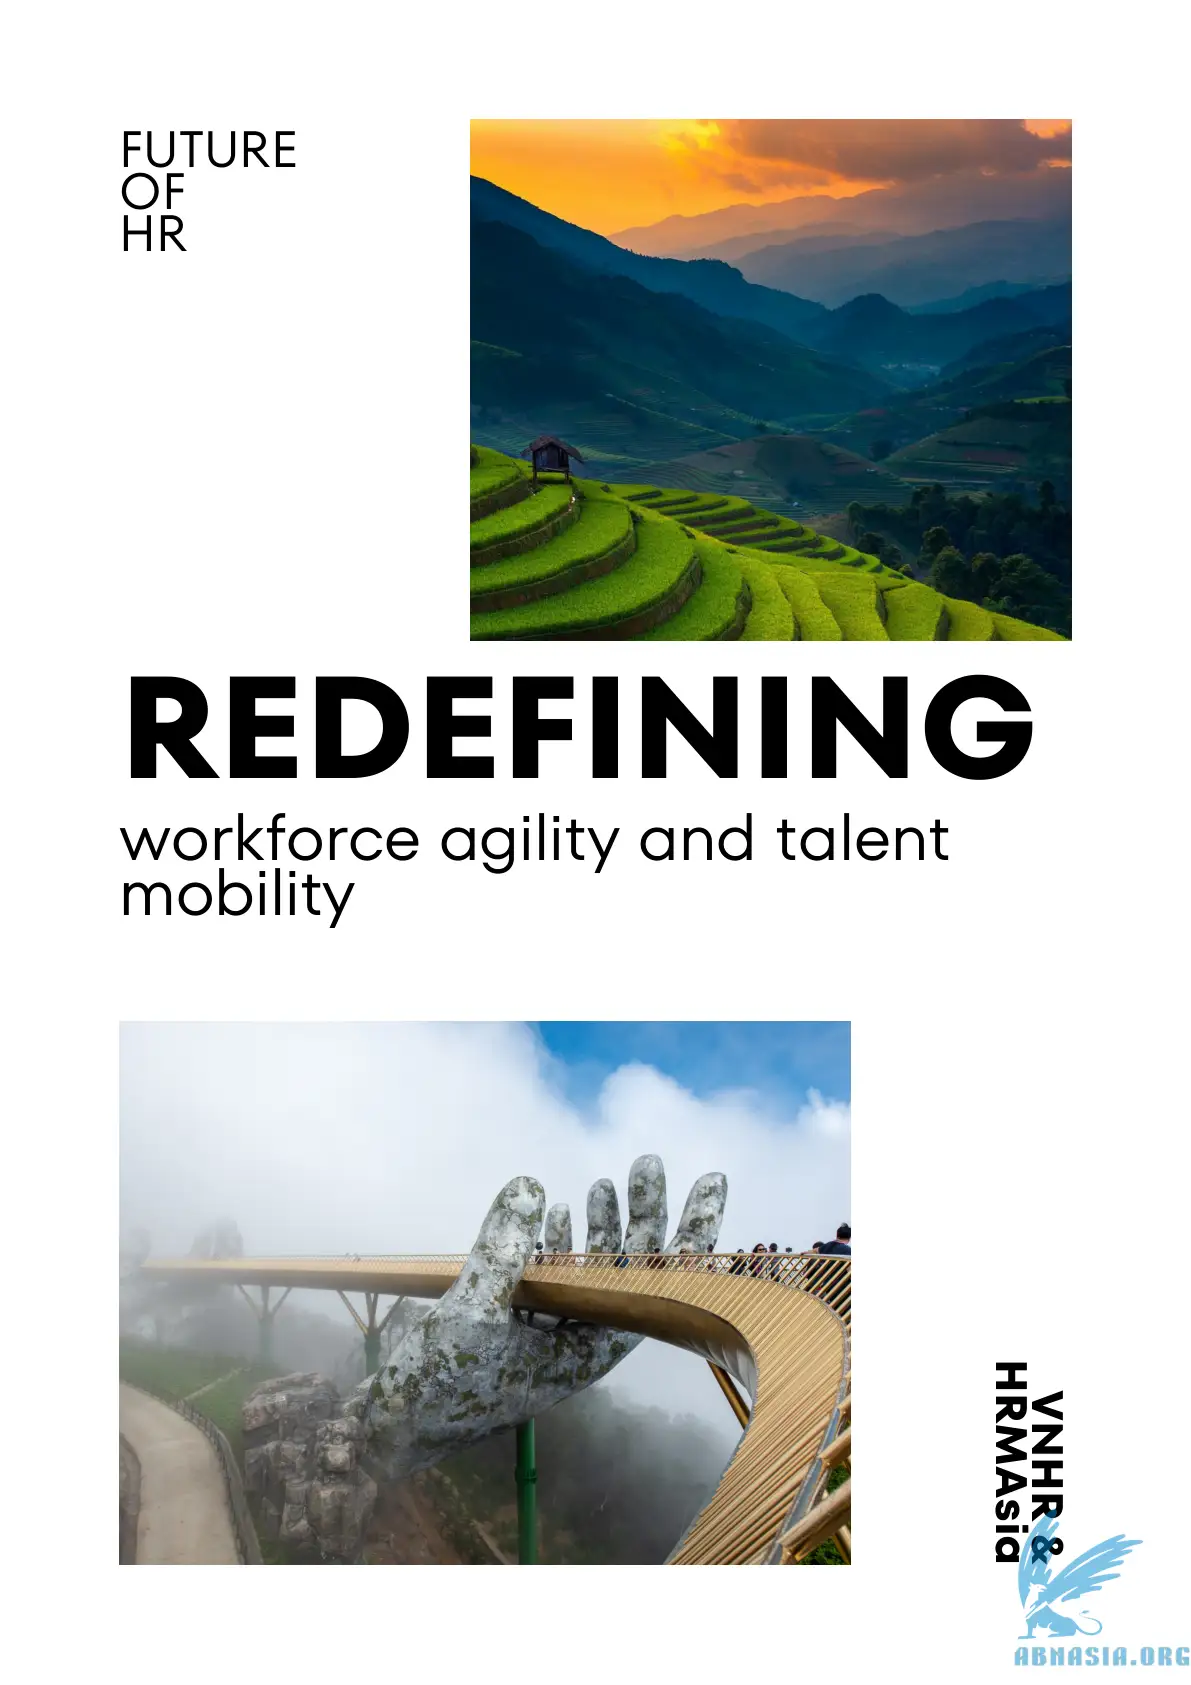 FUTURE
OF
HR
REDEFINING
workforce agility and talent
mobility
VNHR &
HRMAsia
ABNASIA.ORG